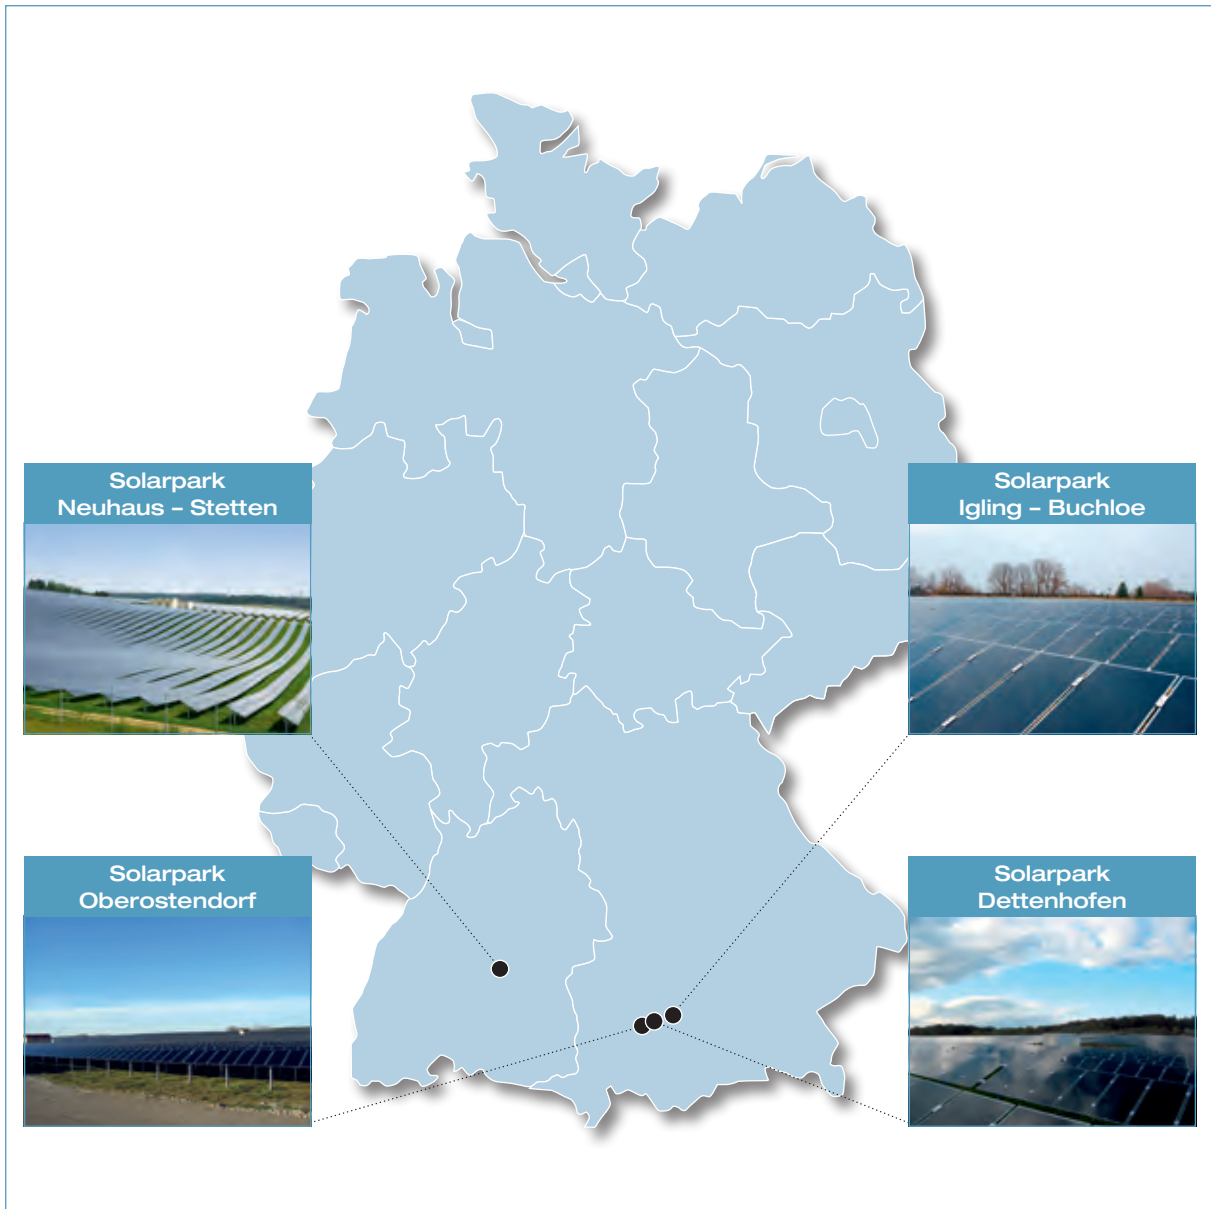 Solarpark
Neuhaus – Stetten
Solarpark
Igling – Buchloe
Solarpark
Oberostendorf
Solarpark
Dettenhofen